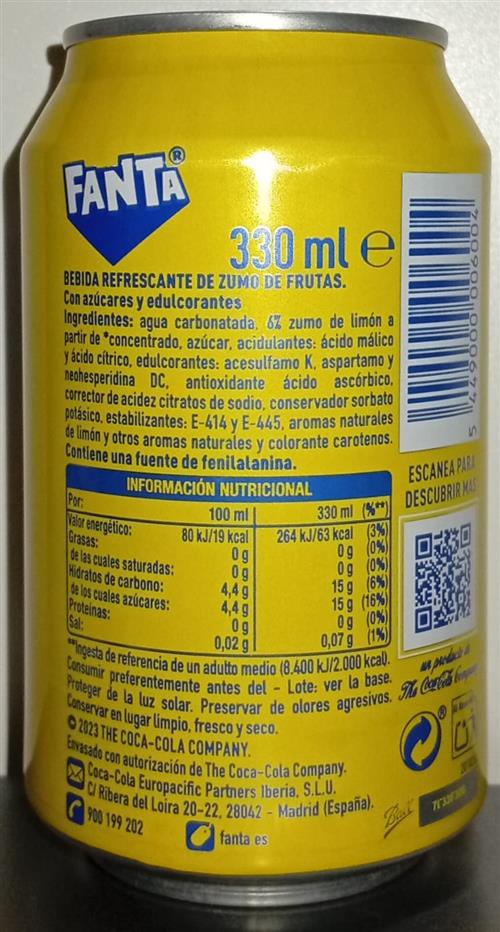 FANTA®
330 ml e
BEBIDA REFRESCANTE DE ZUMO DE FRUTAS.
Con azúcares y edulcorantes
Ingredientes: agua carbonatada, 6% zumo de limón a
partir de *concentrado, azúcar, acidulantes: ácido málico
y ácido cítrico, edulcorantes: acesulfamo K, aspartamo y
neohesperidina DC, antioxidante ácido ascórbico,
corrector de acidez citratos de sodio, conservador sorbato
potásico, estabilizantes: E-414 y E-445, aromas naturales
de limón y otros aromas naturales y colorante carotenos.
Contiene una fuente de fenilalanina.
INFORMACIÓN NUTRICIONAL
Por: 100 ml 330 ml (%**)
Valor energético: 80 kJ/19 kcal 264 kJ/63 kcal (3%)
Grasas: 0 g 0 g (0%)
de las cuales saturadas: 0 g 0 g (0%)
Hidratos de carbono: 4,4 g 15 g (6%)
de los cuales azúcares: 4,4 g 15 g (16%)
Proteínas: 0 g 0 g (0%)
Sal: 0,02 g 0,07 g (1%)
**Ingesta de referencia de un adulto medio (8.400 kJ/2.000 kcal).
Consumir preferentemente antes del - Lote: ver la base.
Proteger de la luz solar. Preservar de olores agresivos.
Conservar en lugar limpio, fresco y seco.
© 2023 THE COCA-COLA COMPANY.
Envasado con autorización de The Coca-Cola Company.
Coca-Cola Europacific Partners Iberia, S.L.U.
C/ Ribera del Loira 20-22, 28042 - Madrid (España).
900 199 202
fanta es
5 449000 006004
ESCANEA PARA
DESCUBRIR MÁS
un producto de
The Coca-Cola Company
®
Ball